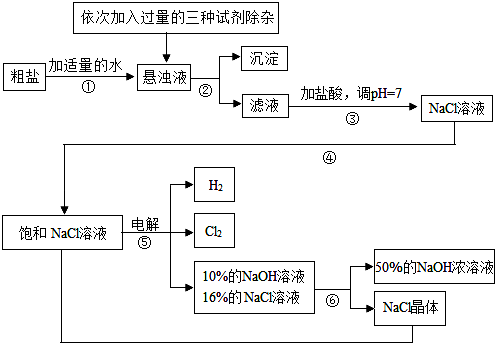 依次加入过量的三种试剂除杂
粗盐
加适量的水
①
悬浊液
②
沉淀
滤液
加盐酸，调pH=7
③
NaCl溶液
④
饱和 NaCl溶液
电解
⑤
H₂
Cl₂
10%的NaOH溶液
16%的NaCl溶液
⑥
50%的NaOH浓溶液
NaCl晶体